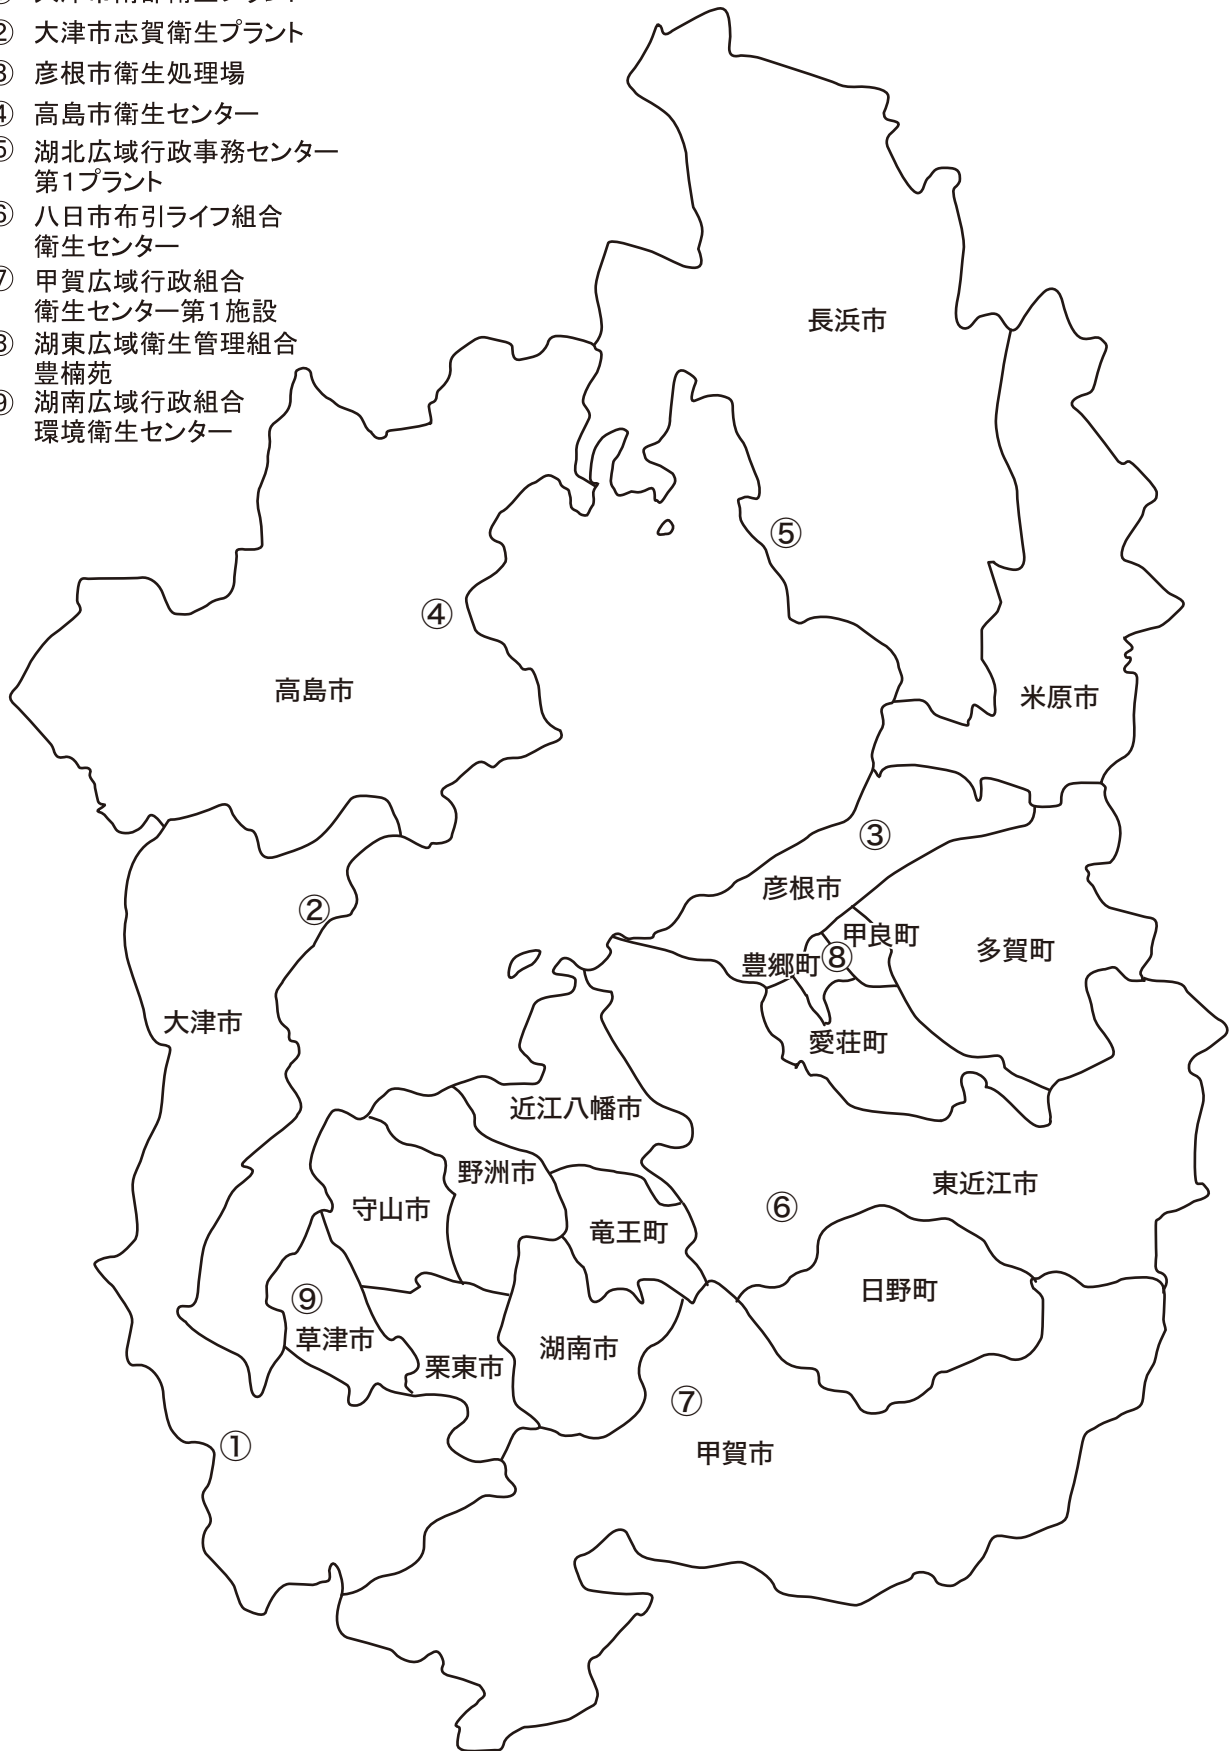 ② 大津市志賀衛生プラント
③ 彦根市衛生処理場
④ 高島市衛生センター
⑤ 湖北広域行政事務センター
第1プラント
⑥ 八日市布引ライフ組合
衛生センター
⑦ 甲賀広域行政組合
衛生センター第1施設
⑧ 湖東広域衛生管理組合
豊楠苑
⑨ 湖南広域行政組合
環境衛生センター
長浜市
⑤
④
高島市
米原市
③
彦根市
②
甲良町
豊郷町
⑧
多賀町
大津市
愛荘町
近江八幡市
野洲市
東近江市
守山市
⑥
竜王町
日野町
⑨
草津市
湖南市
栗東市
⑦
①
甲賀市